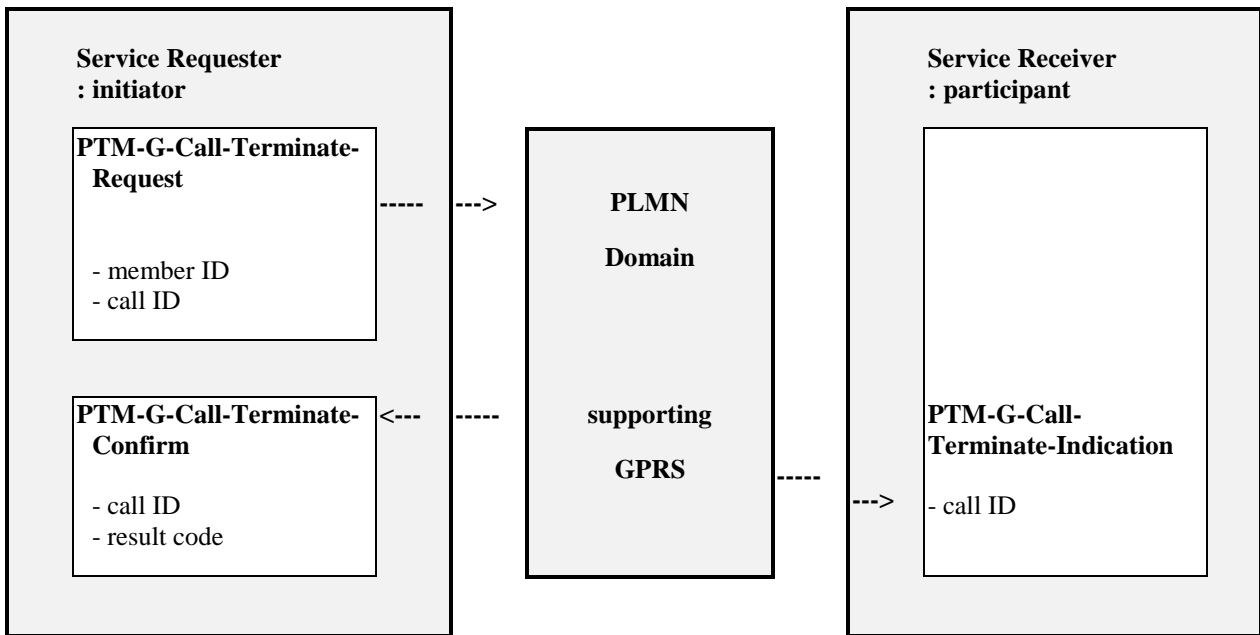 Service Requester
: initiator
PTM-G-Call-Terminate-
Request
----- --->
- member ID
- call ID
PTM-G-Call-Terminate-
Confirm
<--- -----
- call ID
- result code
PLMN
Domain
supporting
GPRS
----- --->
Service Receiver
: participant
PTM-G-Call-
Terminate-Indication
- call ID